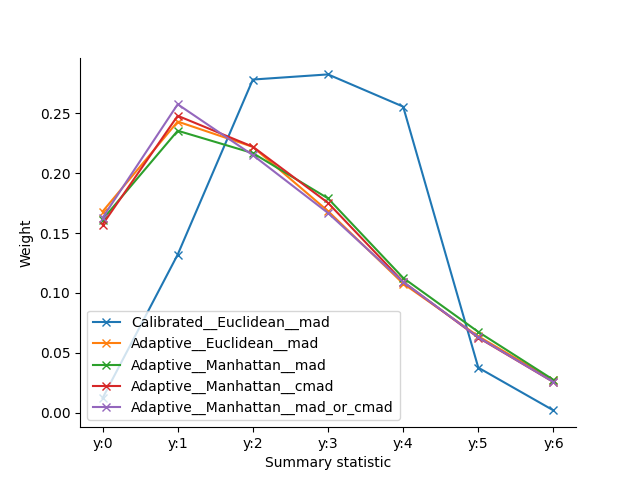 0.25
0.20
0.15
0.10
0.05
0.00
Weight
Calibrated__Euclidean__mad
Adaptive__Euclidean__mad
Adaptive__Manhattan__mad
Adaptive__Manhattan__cmad
Adaptive__Manhattan__mad_or_cmad
y:0 y:1 y:2 y:3 y:4 y:5 y:6
Summary statistic